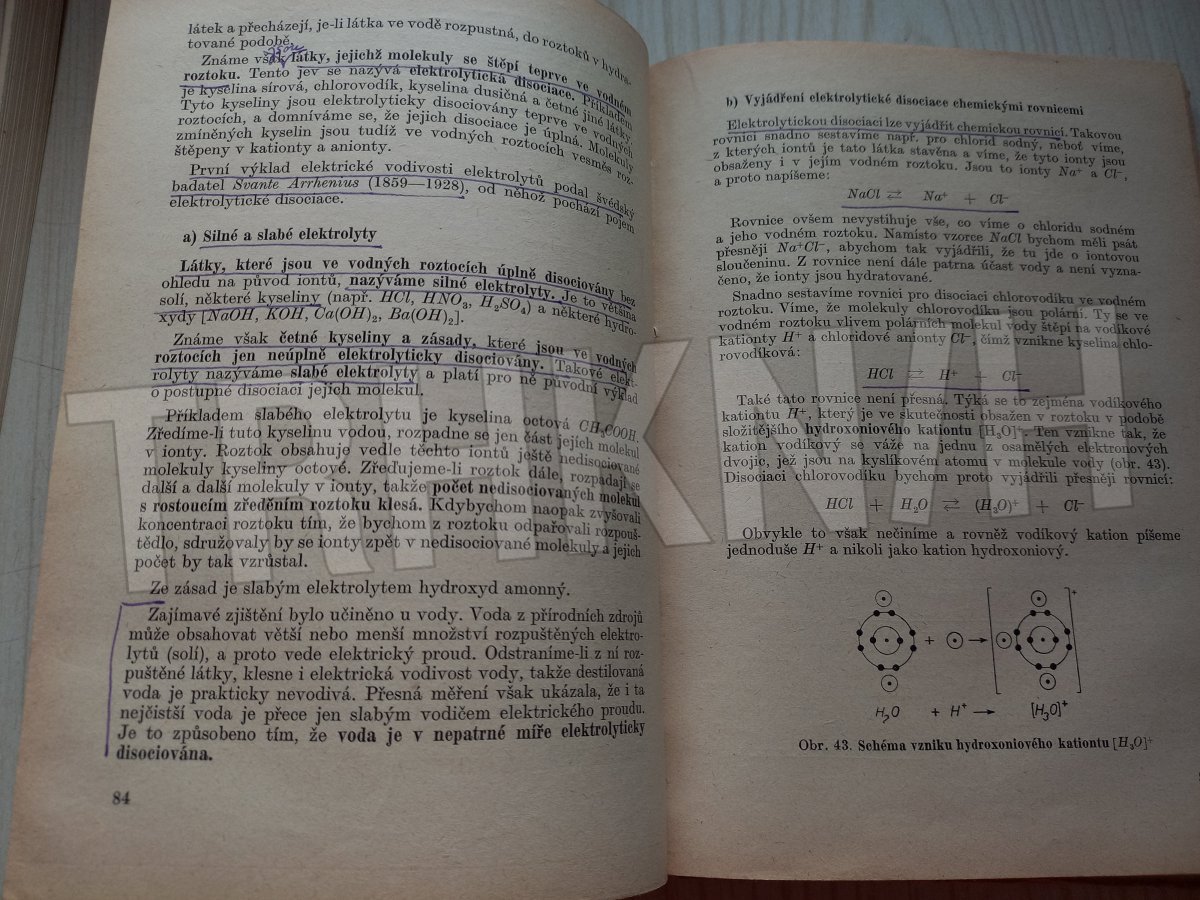 látek a přecházejí, je-li látka ve vodě rozpustná, do roztoků v hydra-
tované podobě.
Známe však látky, jejichž molekuly se štěpí teprve ve vodném
roztoku. Tento jev se nazývá elektrolytická disociace. Příkladem
je kyselina sírová, chlorovodík, kyselina dusičná a četné jiné látky.
Tyto kyseliny jsou elektrolyticky disociovány teprve ve vodných
roztocích, a domníváme se, že jejich disociace je úplná. Molekuly
zmíněných kyselin jsou tudíž ve vodných roztocích vesměs roz-
štěpeny v kationty a anionty.
První výklad elektrické vodivosti elektrolytů podal švédský
badatel Svante Arrhenius (1859—1928), od něhož pochází pojem
elektrolytické disociace.
a) Silné a slabé elektrolyty
Látky, které jsou ve vodných roztocích úplně disociovány bez
ohledu na původ iontů, nazýváme silné elektrolyty. Je to většina
solí, některé kyseliny (např. HCl, HNO₃, H₂SO₄) a některé hydro-
xydy [NaOH, KOH, Ca(OH)₂, Ba(OH)₂].
Známe však četné kyseliny a zásady, které jsou ve vodných
roztocích jen neúplně elektrolyticky disociovány. Takové elekt-
rolyty nazýváme slabé elektrolyty a platí pro ně původní výklad
o postupné disociaci jejich molekul.
Příkladem slabého elektrolytu je kyselina octová CH₃COOH.
Zředíme-li tuto kyselinu vodou, rozpadne se jen část jejích molekul
v ionty. Roztok obsahuje vedle těchto iontů ještě nedisociované
molekuly kyseliny octové. Zřeďujeme-li roztok dále, rozpadají se
další a další molekuly v ionty, takže počet nedisociovaných molekul
s rostoucím zředěním roztoku klesá. Kdybychom naopak zvyšovali
koncentraci roztoku tím, že bychom z roztoku odpařovali rozpouš-
tědlo, sdružovaly by se ionty zpět v nedisociované molekuly a jejich
počet by tak vzrůstal.
Ze zásad je slabým elektrolytem hydroxyd amonný.
Zajímavé zjištění bylo učiněno u vody. Voda z přírodních zdrojů
může obsahovat větší nebo menší množství rozpuštěných elektro-
lytů (solí), a proto vede elektrický proud. Odstraníme-li z ní roz-
puštěné látky, klesne i elektrická vodivost vody, takže destilovaná
voda je prakticky nevodivá. Přesná měření však ukázala, že i ta
nejčistší voda je přece jen slabým vodičem elektrického proudu.
Je to způsobeno tím, že voda je v nepatrné míře elektrolyticky
disociována.
84
b) Vyjádření elektrolytické disociace chemickými rovnicemi
Elektrolytickou disociaci lze vyjádřit chemickou rovnicí. Takovou
rovnici snadno sestavíme např. pro chlorid sodný, neboť víme,
z kterých iontů je tato látka stavěna a víme, že tyto ionty jsou
obsaženy i v jejím vodném roztoku. Jsou to ionty Na⁺ a Cl⁻,
a proto napíšeme:
NaCl ⇄ Na⁺ + Cl⁻
Rovnice ovšem nevystihuje vše, co víme o chloridu sodném
a jeho vodném roztoku. Namísto vzorce NaCl bychom měli psát
přesněji Na⁺Cl⁻, abychom tak vyjádřili, že tu jde o iontovou
sloučeninu. Z rovnice není dále patrna účast vody a není vyzna-
čeno, že ionty jsou hydratované.
Snadno sestavíme rovnici pro disociaci chlorovodíku ve vodném
roztoku. Víme, že molekuly chlorovodíku jsou polární. Ty se ve
vodném roztoku vlivem polárních molekul vody štěpí na vodíkové
kationty H⁺ a chloridové anionty Cl⁻, čímž vznikne kyselina chlo-
rovodíková:
HCl ⇄ H⁺ + Cl⁻
Také tato rovnice není přesná. Týká se to zejména vodíkového
kationtu H⁺, který je ve skutečnosti obsažen v roztoku v podobě
složitějšího hydroxoniového kationtu [H₃O]⁺. Ten vznikne tak, že
kation vodíkový se váže na jednu z osamělých elektronových
dvojic, jež jsou na kyslíkovém atomu v molekule vody (obr. 43).
Disociaci chlorovodíku bychom proto vyjádřili přesněji rovnicí:
HCl + H₂O ⇄ (H₃O)⁺ + Cl⁻
Obvykle to však nečiníme a rovněž vodíkový kation píšeme
jednoduše H⁺ a nikoli jako kation hydroxoniový.
+ → +
H₂O + H⁺ → [H₃O]⁺
Obr. 43. Schéma vzniku hydroxoniového kationtu [H₃O]⁺
TRHKNIH